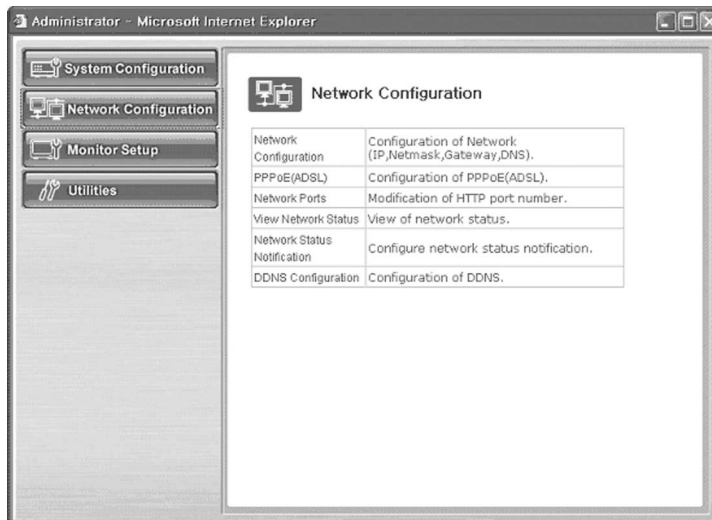 Administrator - Microsoft Internet Explorer
System Configuration
Network Configuration
Monitor Setup
Utilities
Network Configuration
Network
Configuration
Configuration of Network
(IP,Netmask,Gateway,DNS).
PPPoE(ADSL)
Configuration of PPPoE(ADSL).
Network Ports
Modification of HTTP port number.
View Network Status
View of network status.
Network Status
Notification
Configure network status notification.
DDNS Configuration
Configuration of DDNS.